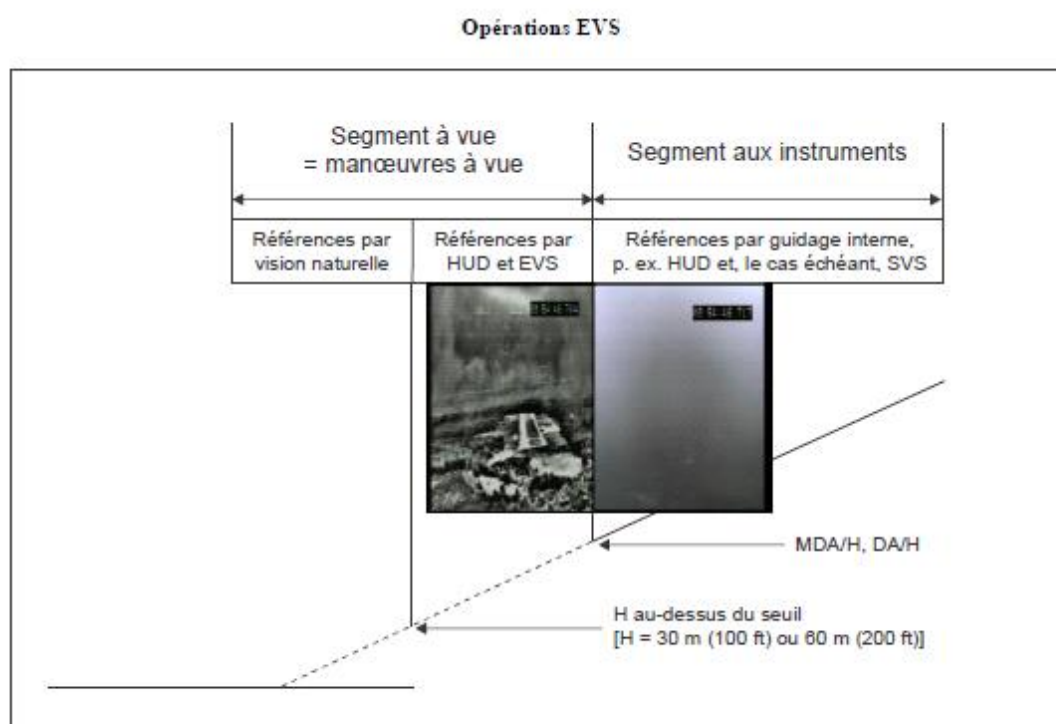 Opérations EVS
Segment à vue
= manœuvres à vue
Segment aux instruments
Références par
vision naturelle
Références par
HUD et EVS
Références par guidage interne,
p. ex. HUD et, le cas échéant, SVS
MDA/H, DA/H
H au-dessus du seuil
[H = 30 m (100 ft) ou 60 m (200 ft)]